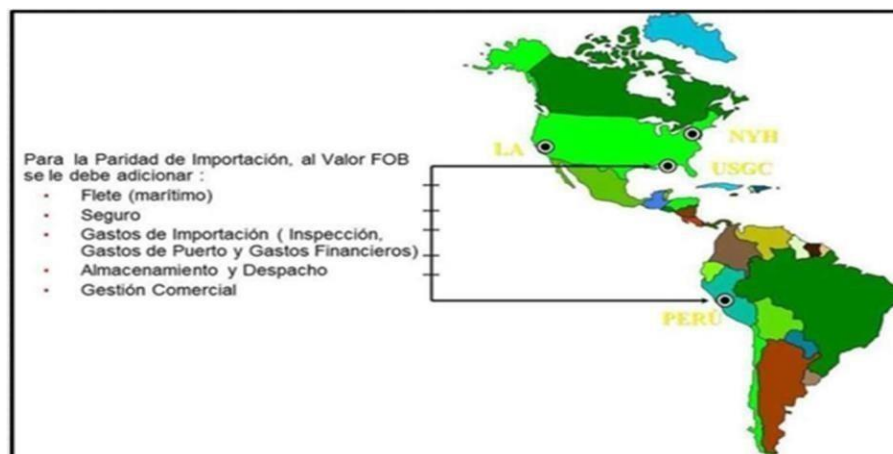 Para la Paridad de Importación, al Valor FOB
se le debe adicionar :
• Flete (marítimo)
• Seguro
• Gastos de Importación ( Inspección,
Gastos de Puerto y Gastos Financieros)
• Almacenamiento y Despacho
• Gestión Comercial
LA
NYH
USGC
PERÚ